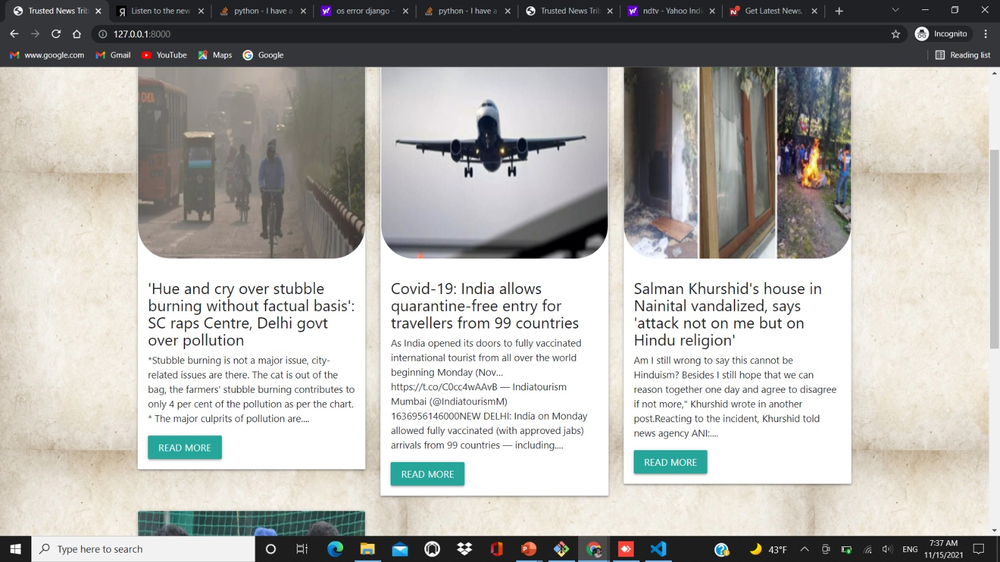 Trusted News Trib
Listen to the new
python - I have a
os error django -
python - I have a
Trusted News Trib
ndtv - Yahoo Indi
Get Latest News,
127.0.0.1:8000
Incognito
www.google.com
Gmail
YouTube
Maps
Google
Reading list
'Hue and cry over stubble
burning without factual basis':
SC raps Centre, Delhi govt
over pollution
*Stubble burning is not a major issue, city-
related issues are there. The cat is out of the
bag, the farmers' stubble burning contributes to
only 4 per cent of the pollution as per the chart.
* The major culprits of pollution are....
READ MORE
Covid-19: India allows
quarantine-free entry for
travellers from 99 countries
As India opened its doors to fully vaccinated
international tourist from all over the world
beginning Monday (Nov...
https://t.co/C0cc4wAAvB — Indiatourism
Mumbai (@IndiatourismM)
1636956146000NEW DELHI: India on Monday
allowed fully vaccinated (with approved jabs)
arrivals from 99 countries — including....
READ MORE
Salman Khurshid's house in
Nainital vandalized, says
'attack not on me but on
Hindu religion'
Am I still wrong to say this cannot be
Hinduism? Besides I still hope that we can
reason together one day and agree to disagree
if not more," Khurshid wrote in another
post.Reacting to the incident, Khurshid told
news agency ANI:....
READ MORE
Type here to search
43°F
ENG
7:37 AM
11/15/2021